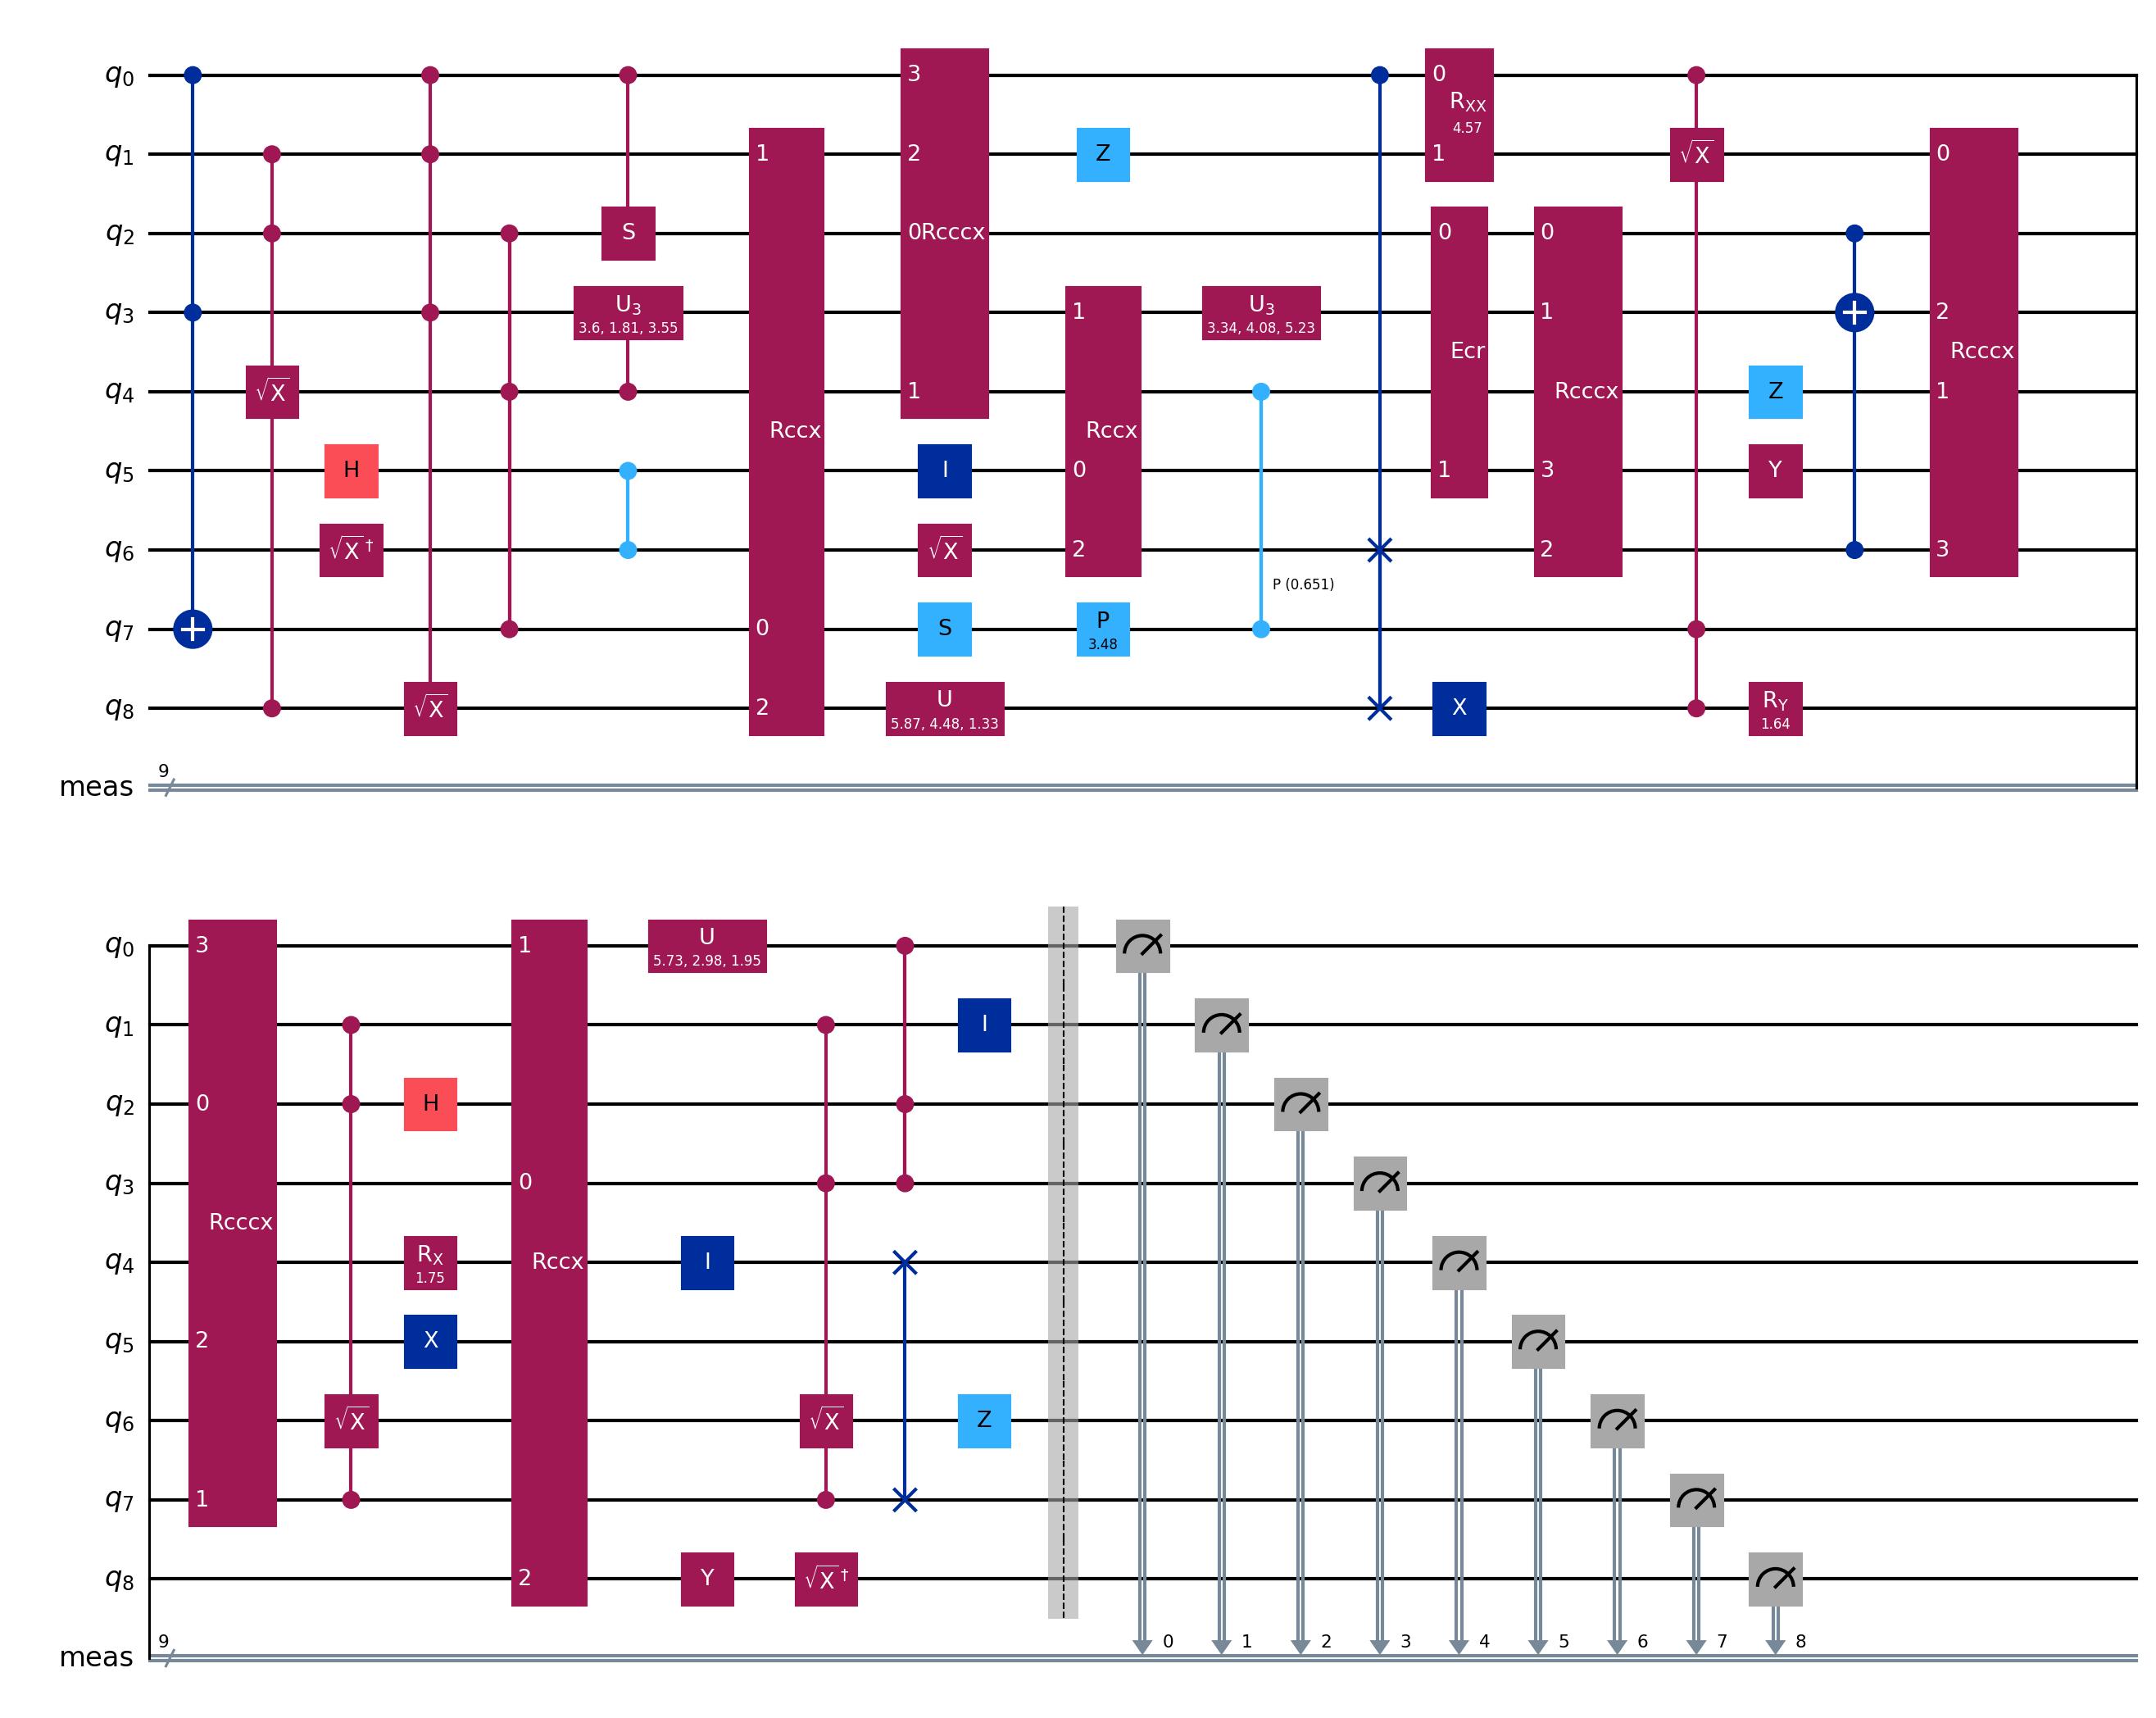 q0 3 0
RXX
4.57
q1 1 2 Z 1 √X 0
q2 S 0 Rcccx 0 0
q3 U3
3.6, 1.81, 3.55 1 U3
3.34, 4.08, 5.23 1 2
Ecr Rcccx
q4 √X 1 Rcccx Z 1
Rccx Rccx
q5 H I 0 1 3 Y
q6 √X† √X 2 2 3
P (0.651)
q7 0 S P
3.48
q8 √X 2 U
5.87, 4.48, 1.33 X RY
1.64
meas 9
q0 3 1 U
5.73, 2.98, 1.95
q1 I
q2 0 H
q3 0
Rcccx
q4 RX
1.75 Rccx I
q5 2 X
q6 √X √X Z
q7 1
q8 2 Y √X†
meas 9 0 1 2 3 4 5 6 7 8